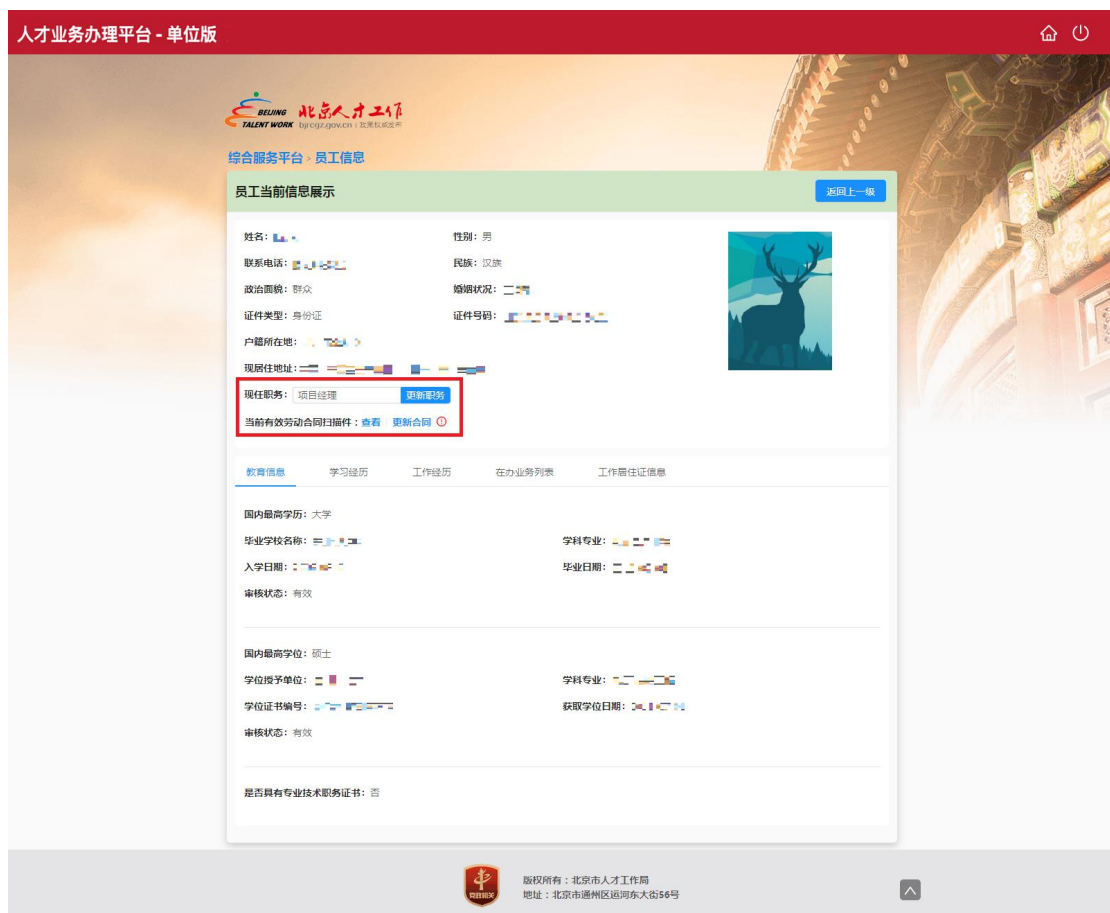 人才业务办理平台 - 单位版
BEIJING 北京人才工作
TALENT WORK bjrcgz.gov.cn | 政策权威发布
综合服务平台 > 员工信息
员工当前信息展示 返回上一级
姓名： 性别：男
联系电话： 民族：汉族
政治面貌：群众 婚姻状况：
证件类型：身份证 证件号码：
户籍所在地：
现居住地址：
现任职务： 项目经理 更新职务
当前有效劳动合同扫描件：查看 | 更新合同
教育信息 学习经历 工作经历 在办业务列表 工作居住证信息
国内最高学历：大学
毕业学校名称： 学科专业：
入学日期： 毕业日期：
审核状态：有效
国内最高学位：硕士
学位授予单位： 学科专业：
学位证书编号： 获取学位日期：
审核状态：有效
是否具有专业技术职务证书：否
党政机关
版权所有：北京市人才工作局
地址：北京市通州区运河东大街56号